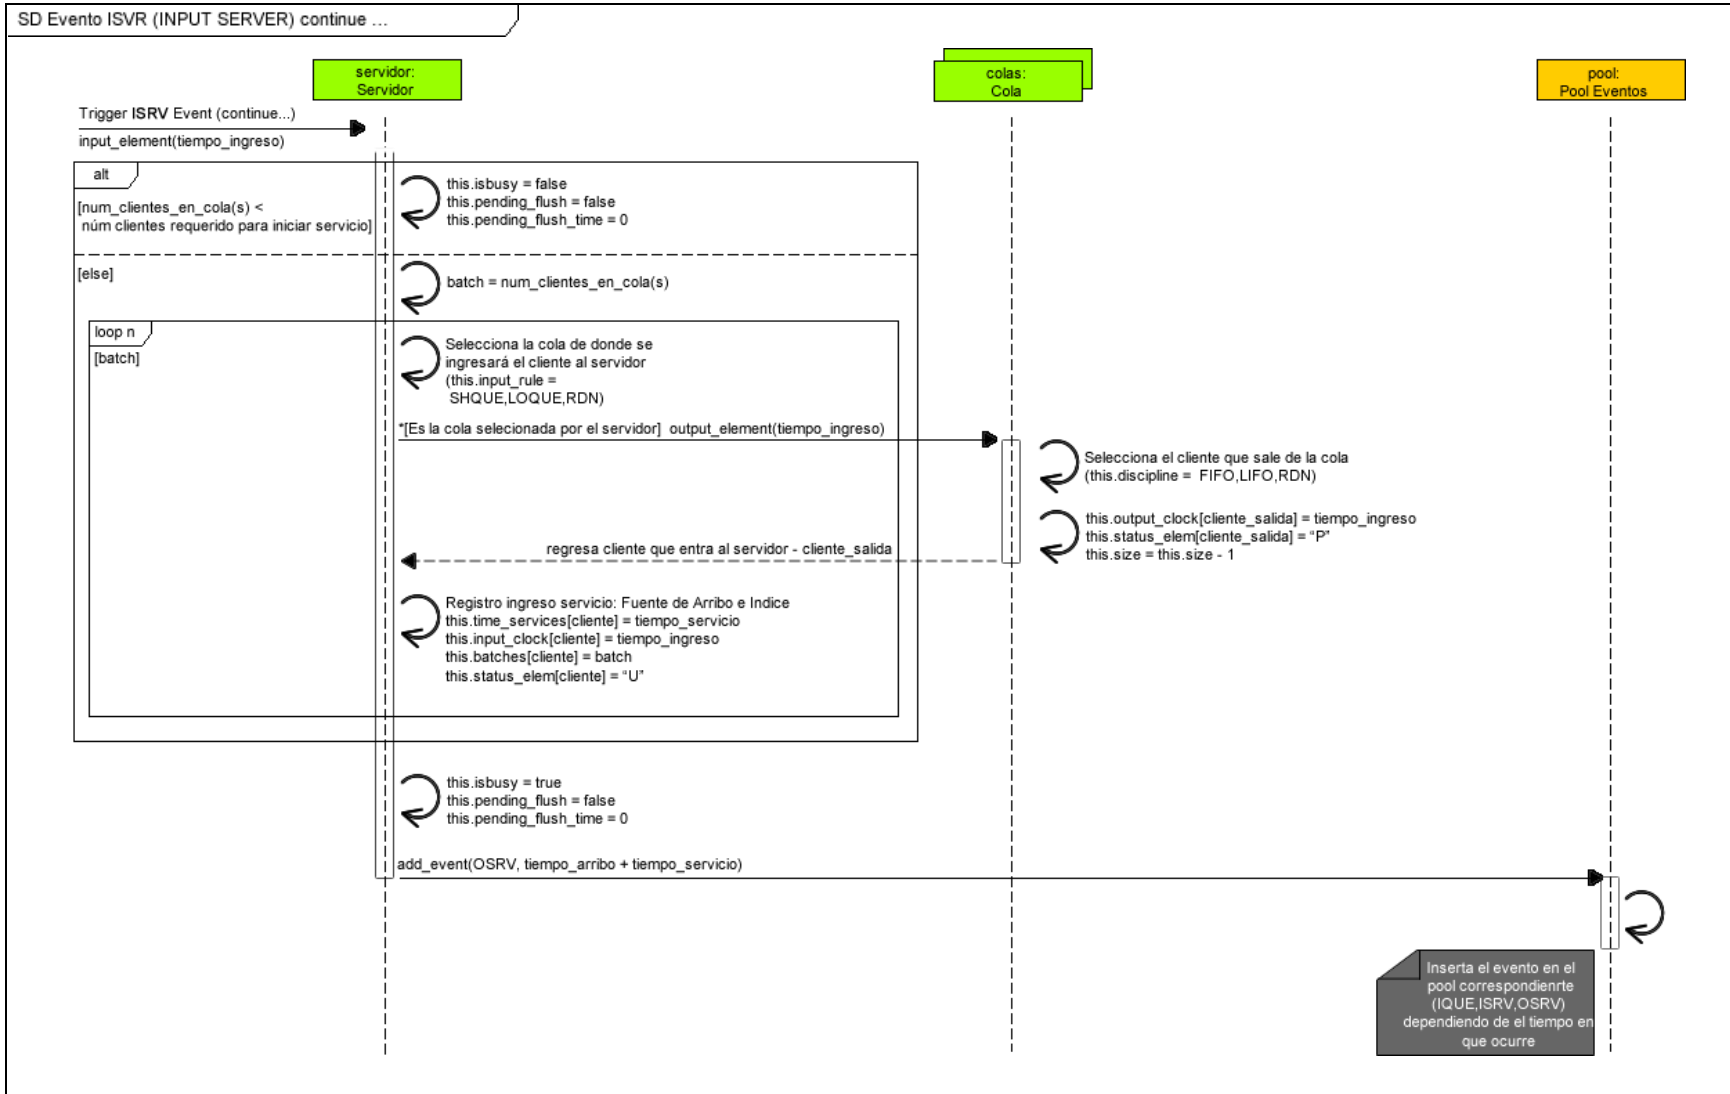 SD Evento ISVR (INPUT SERVER) continue ...
servidor:
Servidor
colas:
Cola
pool:
Pool Eventos
Trigger ISRV Event (continue...)
input_element(tiempo_ingreso)
alt
[num_clientes_en_cola(s) <
núm clientes requerido para iniciar servicio]
this.isbusy = false
this.pending_flush = false
this.pending_flush_time = 0
[else]
batch = num_clientes_en_cola(s)
loop n
[batch]
Selecciona la cola de donde se
ingresará el cliente al servidor
(this.input_rule =
SHQUE,LOQUE,RDN)
*[Es la cola selecionada por el servidor] output_element(tiempo_ingreso)
Selecciona el cliente que sale de la cola
(this.discipline = FIFO,LIFO,RDN)
this.output_clock[cliente_salida] = tiempo_ingreso
this.status_elem[cliente_salida] = “P”
this.size = this.size - 1
regresa cliente que entra al servidor - cliente_salida
Registro ingreso servicio: Fuente de Arribo e Indice
this.time_services[cliente] = tiempo_servicio
this.input_clock[cliente] = tiempo_ingreso
this.batches[cliente] = batch
this.status_elem[cliente] = “U”
this.isbusy = true
this.pending_flush = false
this.pending_flush_time = 0
add_event(OSRV, tiempo_arribo + tiempo_servicio)
Inserta el evento en el
pool correspondienrte
(IQUE,ISRV,OSRV)
dependiendo de el tiempo en
que ocurre